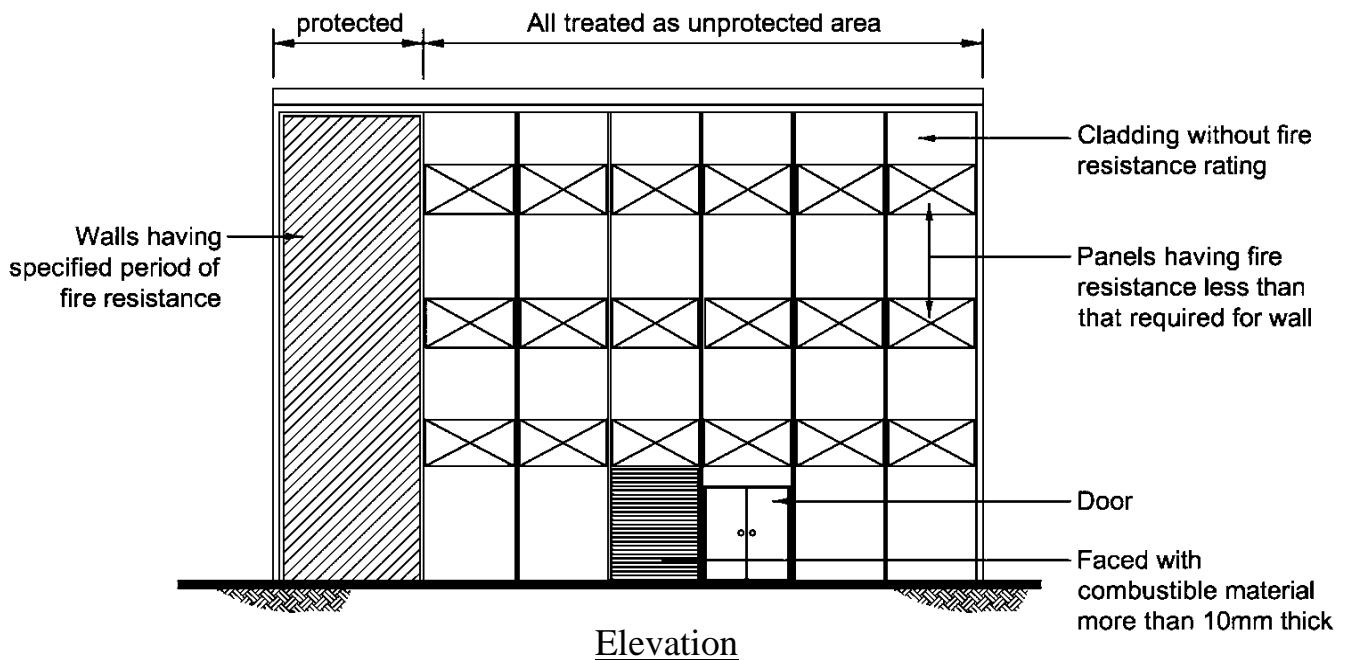 protected
All treated as unprotected area
Cladding without fire
resistance rating
Walls having
specified period of
fire resistance
Panels having fire
resistance less than
that required for wall
Door
Faced with
combustible material
more than 10mm thick
Elevation